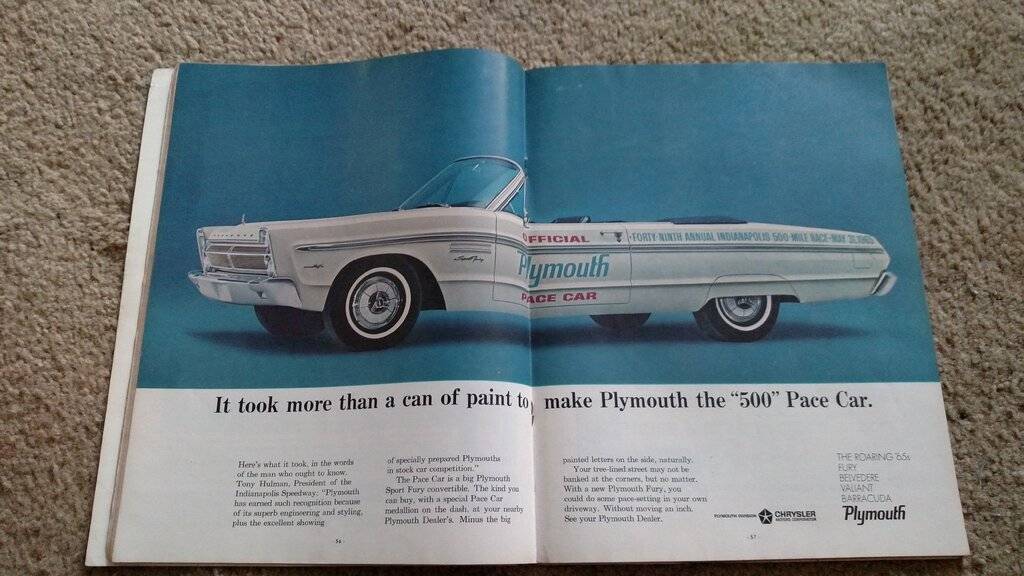 OFFICIAL
Plymouth
PACE CAR
FORTY-NINTH ANNUAL INDIANAPOLIS 500-MILE RACE-MAY 31, 1965
Sport Fury
It took more than a can of paint to make Plymouth the "500" Pace Car.
Here's what it took, in the words
of the man who ought to know.
Tony Hulman, President of the
Indianapolis Speedway: "Plymouth
has earned such recognition because
of its superb engineering and styling,
plus the excellent showing
of specially prepared Plymouths
in stock car competition."
The Pace Car is a big Plymouth
Sport Fury convertible. The kind you
can buy, with a special Pace Car
medallion on the dash, at your nearby
Plymouth Dealer's. Minus the big
painted letters on the side, naturally.
Your tree-lined street may not be
banked at the corners, but no matter.
With a new Plymouth Fury, you
could do some pace-setting in your own
driveway. Without moving an inch.
See your Plymouth Dealer.
THE ROARING '65s
FURY
BELVEDERE
VALIANT
BARRACUDA
Plymouth
PLYMOUTH DIVISION CHRYSLER
MOTORS CORPORATION
56
57